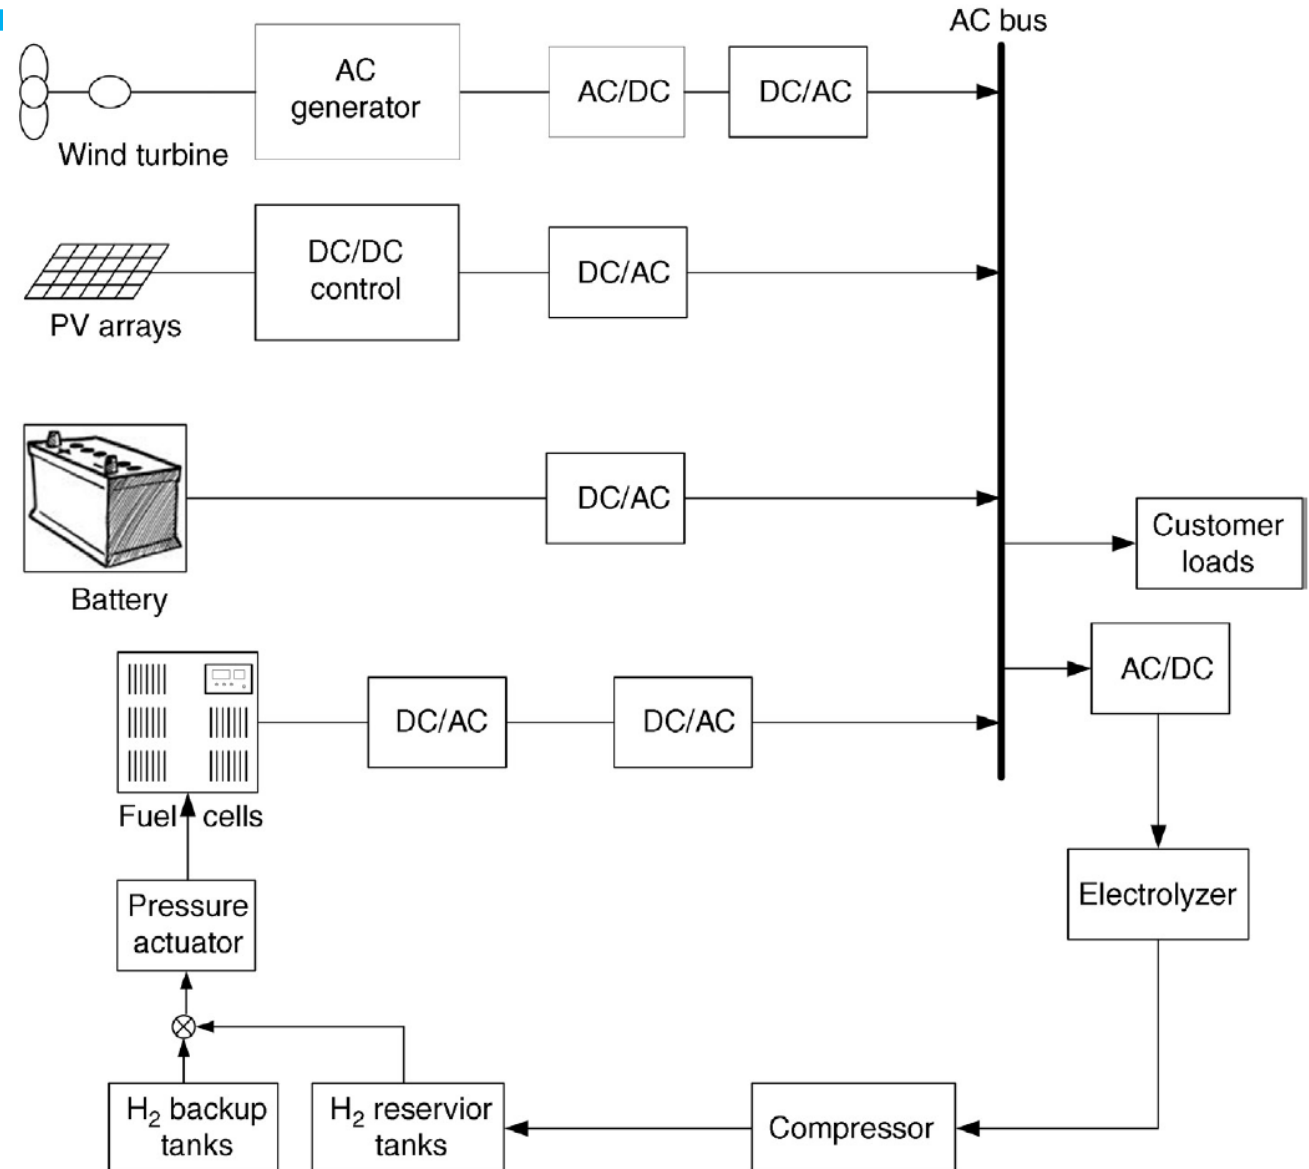 AC bus
AC
generator
AC/DC
DC/AC
Wind turbine
DC/DC
control
DC/AC
PV arrays
DC/AC
Battery
Customer
loads
AC/DC
DC/AC
DC/AC
Fuel cells
Electrolyzer
Pressure
actuator
H₂ backup
tanks
H₂ reservior
tanks
Compressor